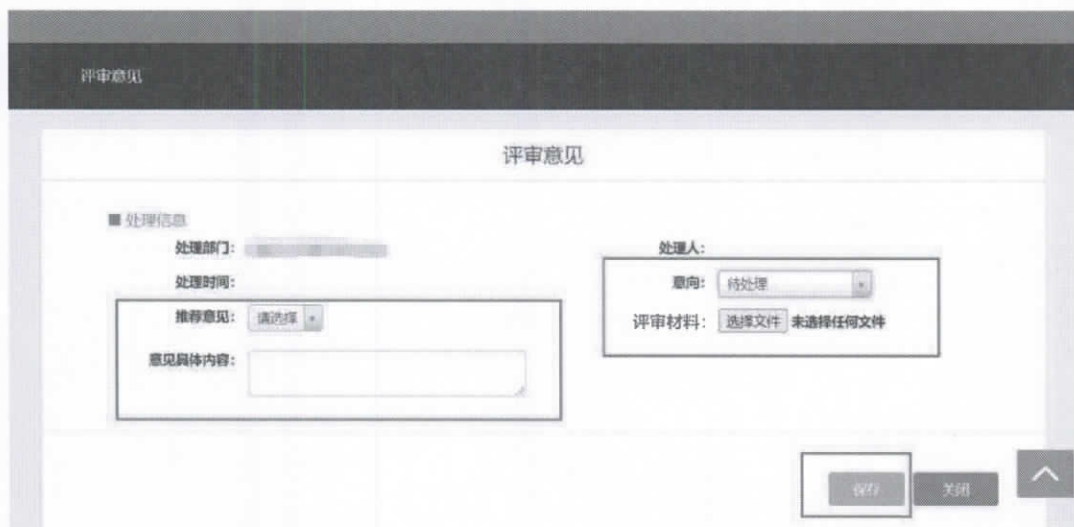 评审意见
评审意见
处理信息
处理部门：
处理人：
处理时间：
意向： 待处理
推荐意见： 请选择
评审材料： 选择文件 未选择任何文件
意见具体内容：
保存 关闭